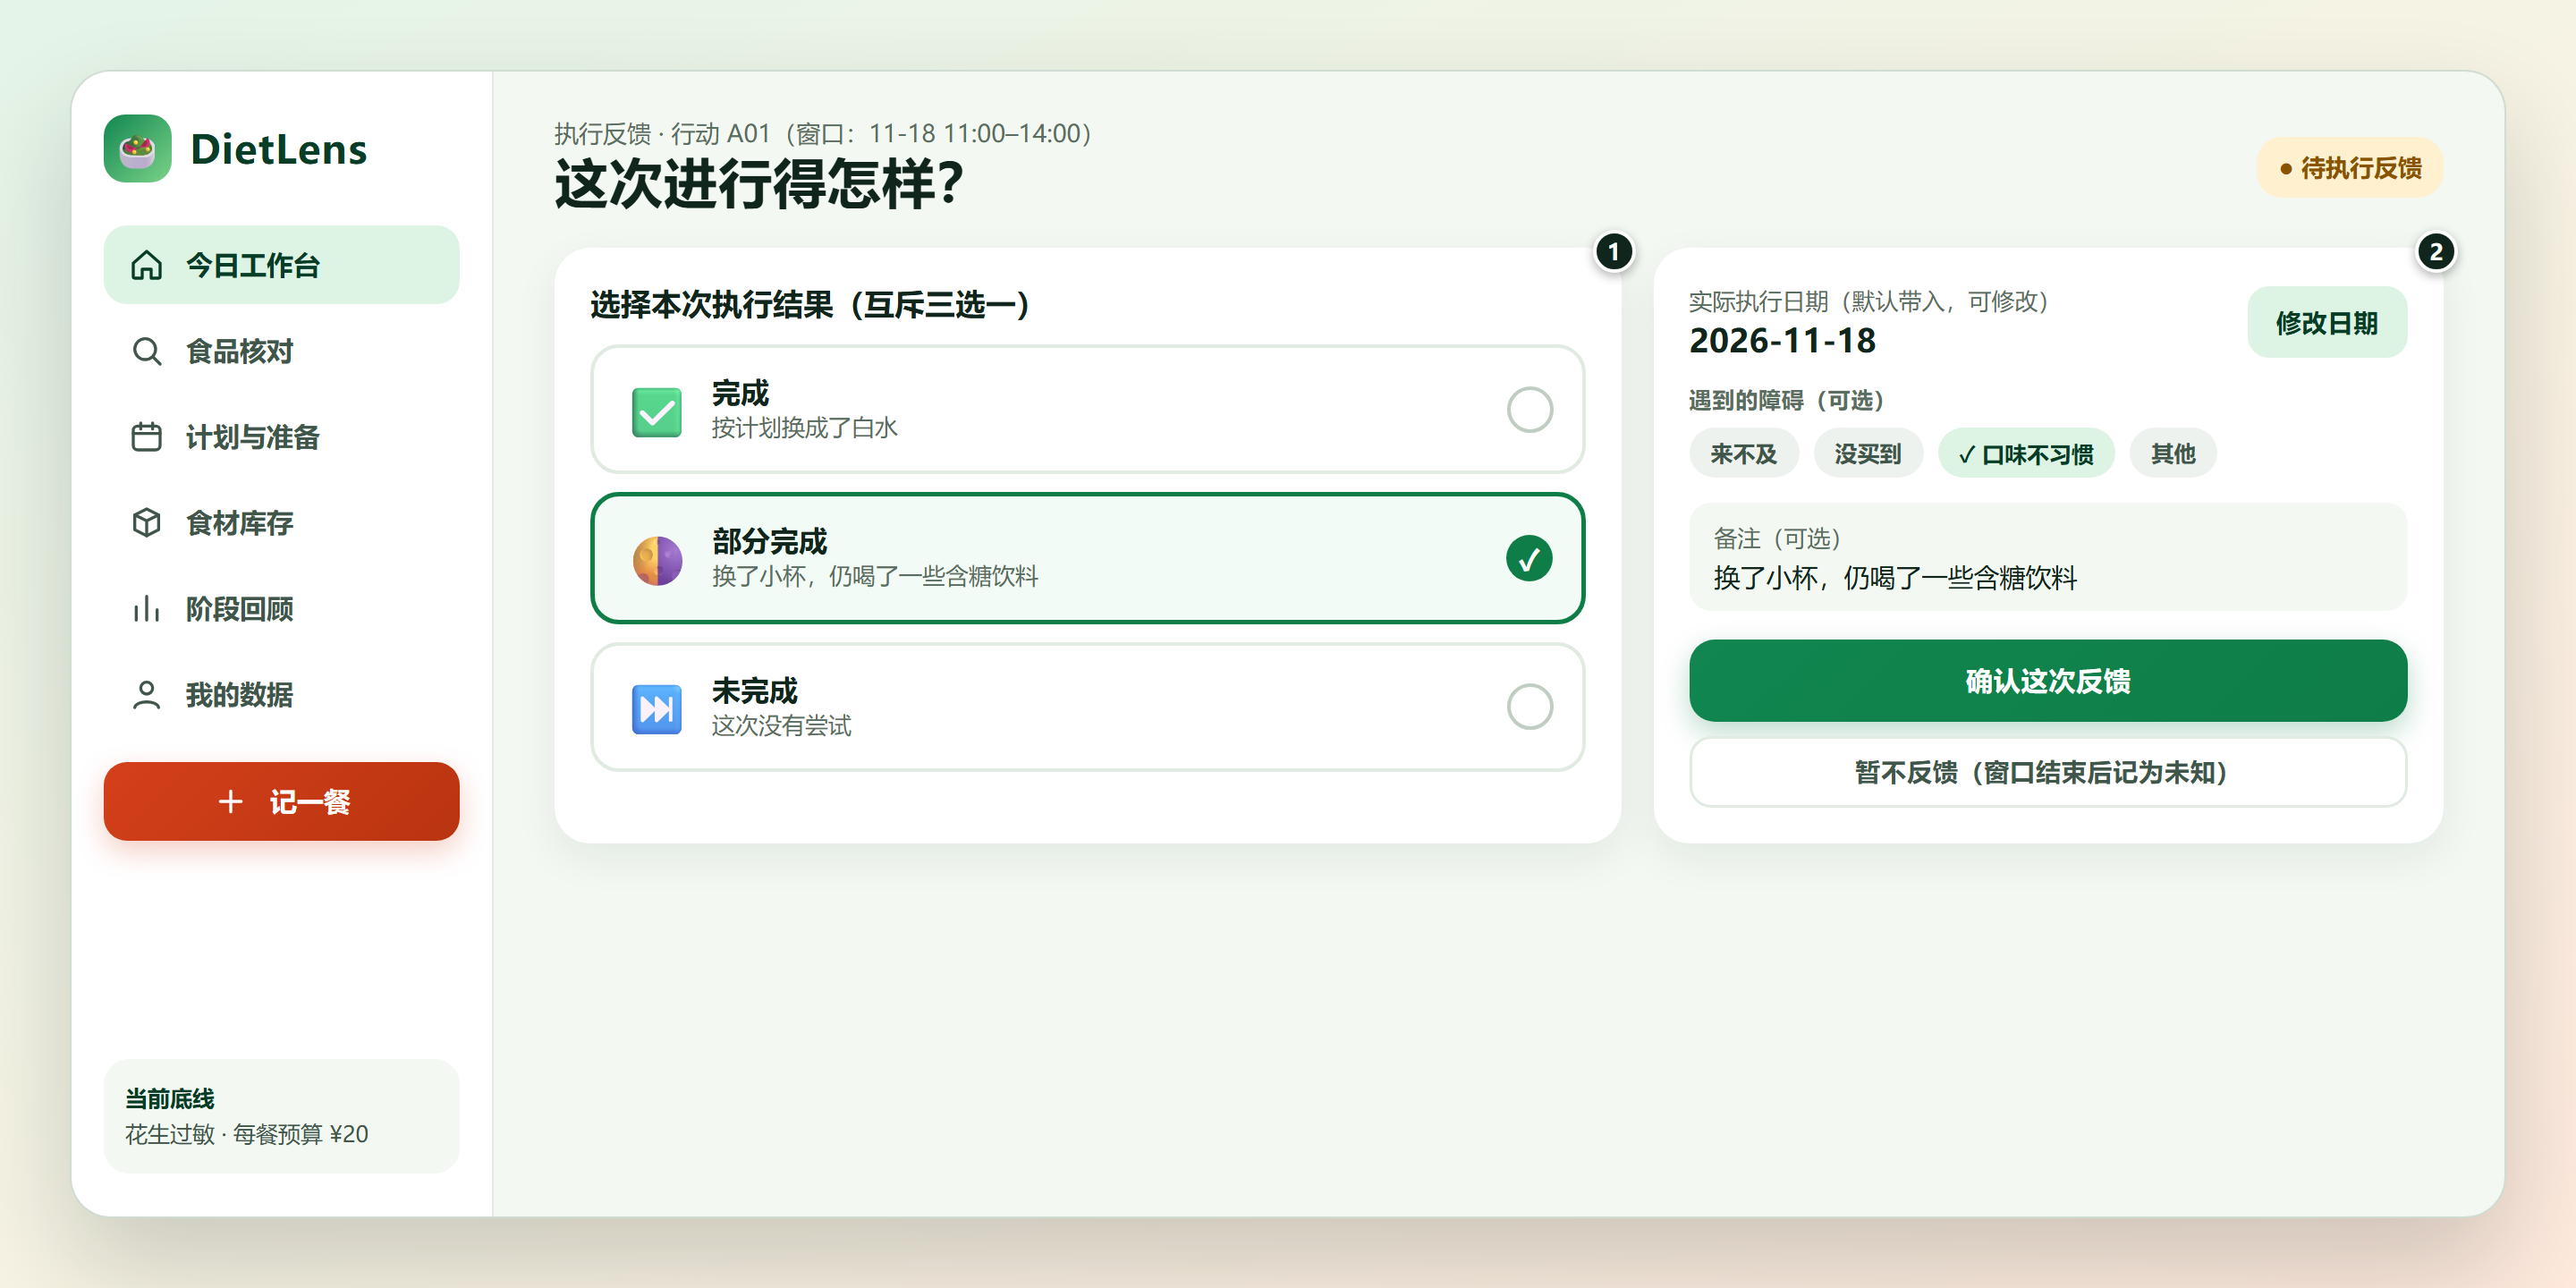 DietLens
今日工作台
食品核对
计划与准备
食材库存
阶段回顾
我的数据
+ 记一餐
当前底线
花生过敏 · 每餐预算 ¥20
执行反馈 · 行动 A01（窗口：11-18 11:00–14:00）
这次进行得怎样？
• 待执行反馈
1
选择本次执行结果（互斥三选一）
完成
按计划换成了白水
部分完成
换了小杯，仍喝了一些含糖饮料
未完成
这次没有尝试
2
实际执行日期（默认带入，可修改）
2026-11-18
修改日期
遇到的障碍（可选）
来不及 没买到 ✓ 口味不习惯 其他
备注（可选）
换了小杯，仍喝了一些含糖饮料
确认这次反馈
暂不反馈（窗口结束后记为未知）